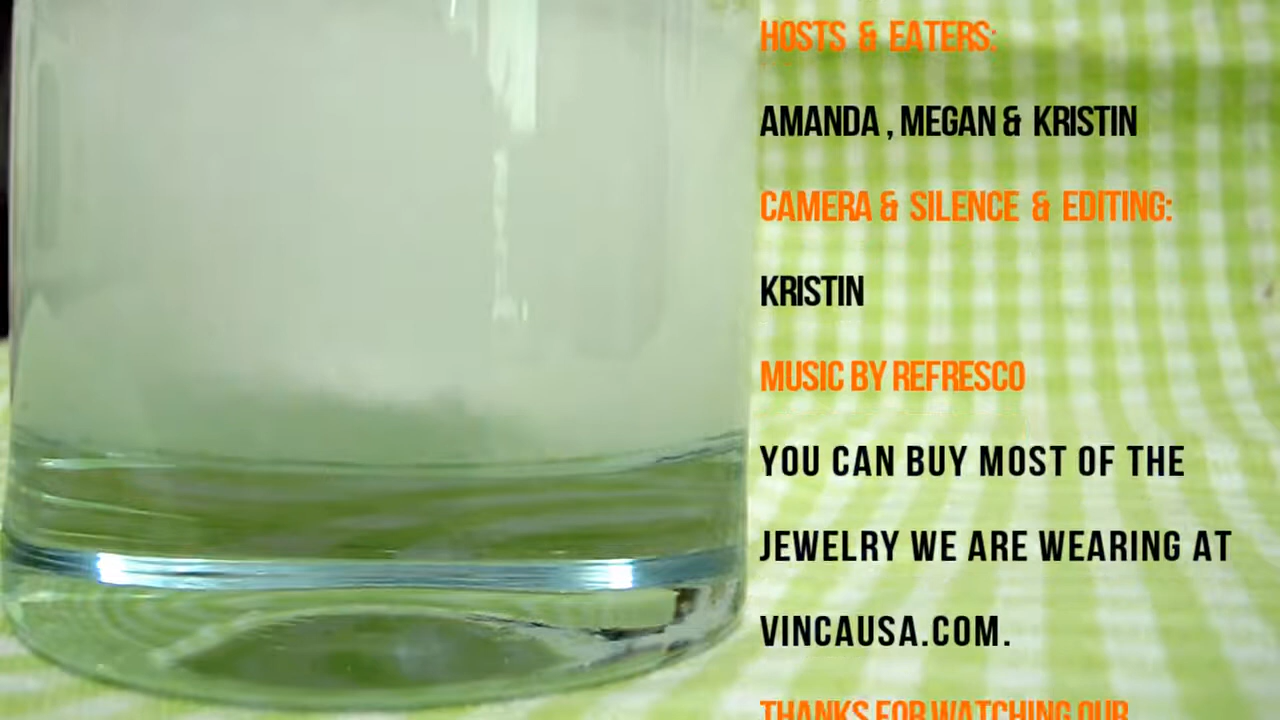 HOSTS & EATERS:
AMANDA , MEGAN & KRISTIN
CAMERA & SILENCE & EDITING:
KRISTIN
MUSIC BY REFRESCO
YOU CAN BUY MOST OF THE
JEWELRY WE ARE WEARING AT
VINCAUSA.COM.
THANKS FOR WATCHING OUR